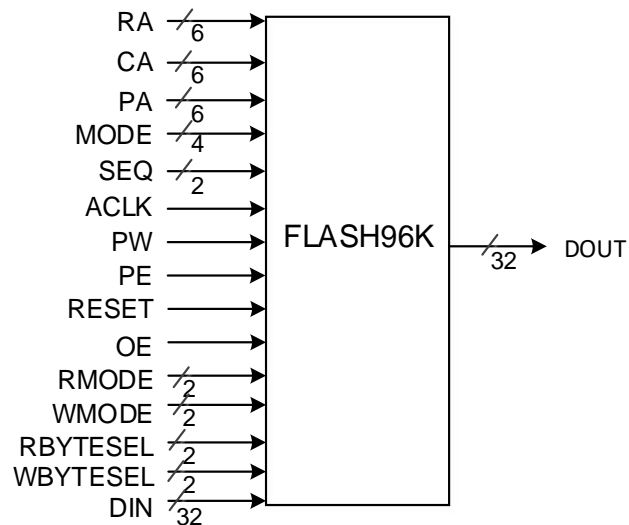 RA
6
CA
6
PA
6
MODE
4
SEQ
2
ACLK
PW
PE
RESET
OE
RMODE
2
WMODE
2
RBYTESEL
2
WBYTESEL
2
DIN
32
FLASH96K
32
DOUT